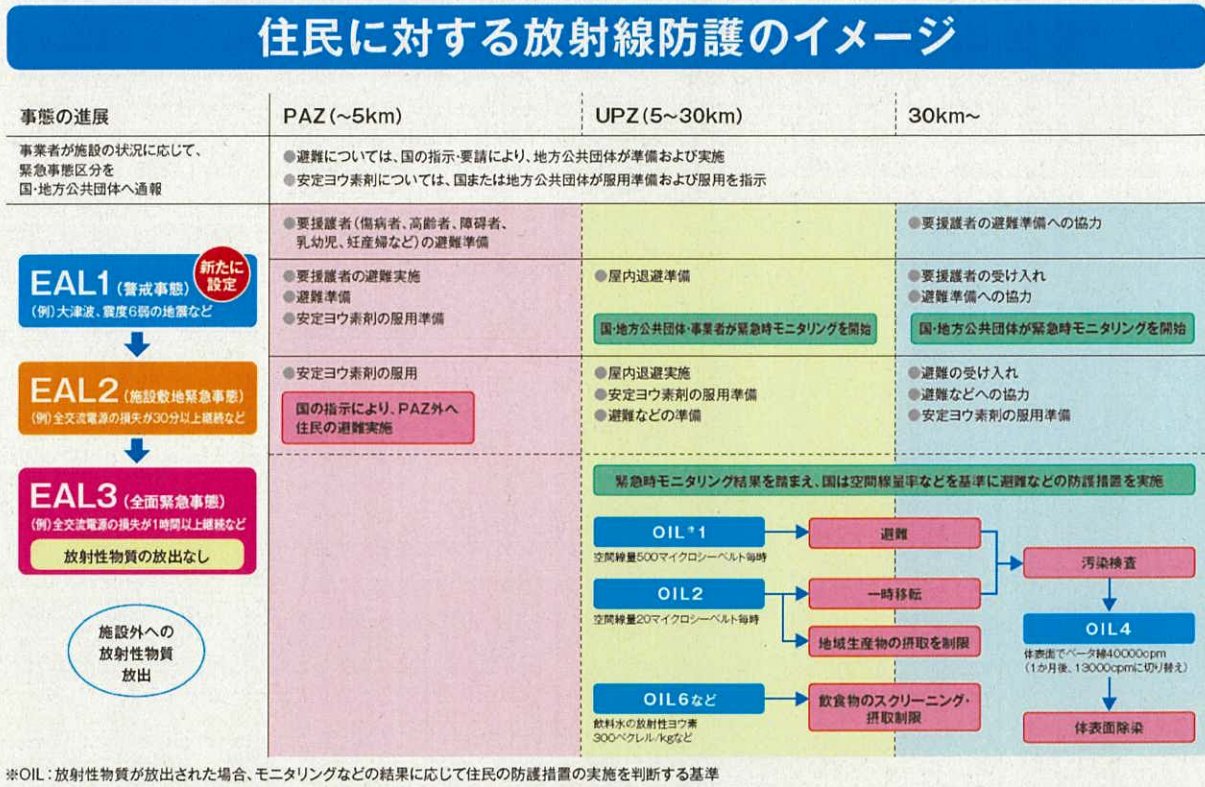 住民に対する放射線防護のイメージ
事態の進展
PAZ(~5km)
UPZ(5~30km)
30km~
事業者が施設の状況に応じて、
緊急事態区分を
国・地方公共団体へ通報
●避難については、国の指示・要請により、地方公共団体が準備および実施
●安定ヨウ素剤については、国または地方公共団体が服用準備および服用を指示
●要援護者(傷病者、高齢者、障碍者、
乳幼児、妊産婦など)の避難準備
●要援護者の避難準備への協力
EAL1(警戒事態)
新たに
設定
(例)大津波、震度6弱の地震など
●要援護者の避難実施
●避難準備
●安定ヨウ素剤の服用準備
●屋内退避準備
国・地方公共団体・事業者が緊急時モニタリングを開始
●要援護者の受け入れ
●避難準備への協力
国・地方公共団体が緊急時モニタリングを開始
EAL2(施設敷地緊急事態)
(例)全交流電源の損失が30分以上継続など
●安定ヨウ素剤の服用
国の指示により、PAZ外へ
住民の避難実施
●屋内退避実施
●安定ヨウ素剤の服用準備
●避難などの準備
●避難の受け入れ
●避難などへの協力
●安定ヨウ素剤の服用準備
EAL3(全面緊急事態)
(例)全交流電源の損失が1時間以上継続など
放射性物質の放出なし
施設外への
放射性物質
放出
緊急時モニタリング結果を踏まえ、国は空間線量率などを基準に避難などの防護措置を実施
OIL*1
空間線量500マイクロシーベルト毎時
避難
OIL2
空間線量20マイクロシーベルト毎時
一時移転
地域生産物の摂取を制限
OIL6など
飲料水の放射性ヨウ素
300ベクレル/kgなど
飲食物のスクリーニング・
摂取制限
汚染検査
OIL4
体表面でベータ線40000cpm
(1か月後、13000cpmに切り替え)
体表面除染
※OIL:放射性物質が放出された場合、モニタリングなどの結果に応じて住民の防護措置の実施を判断する基準